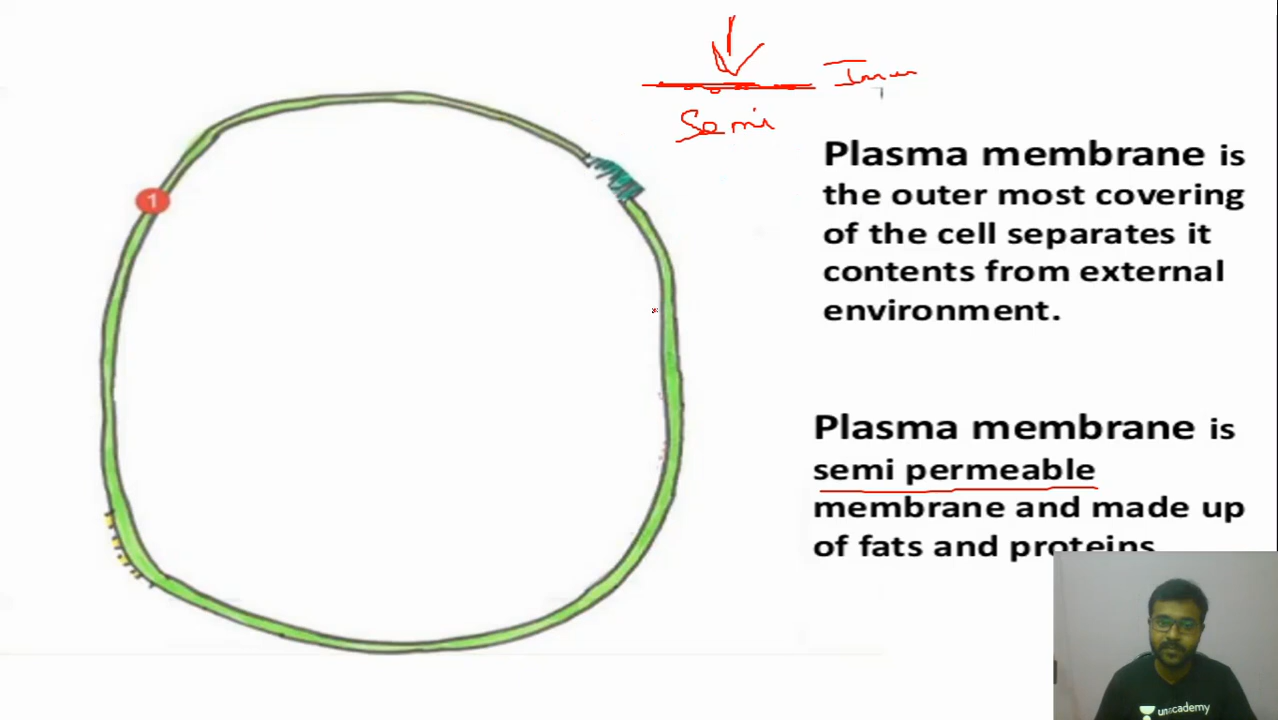 1
Semi
Plasma membrane is
the outer most covering
of the cell separates it
contents from external
environment.
Plasma membrane is
semi permeable
membrane and made up
of fats and proteins
unacademy